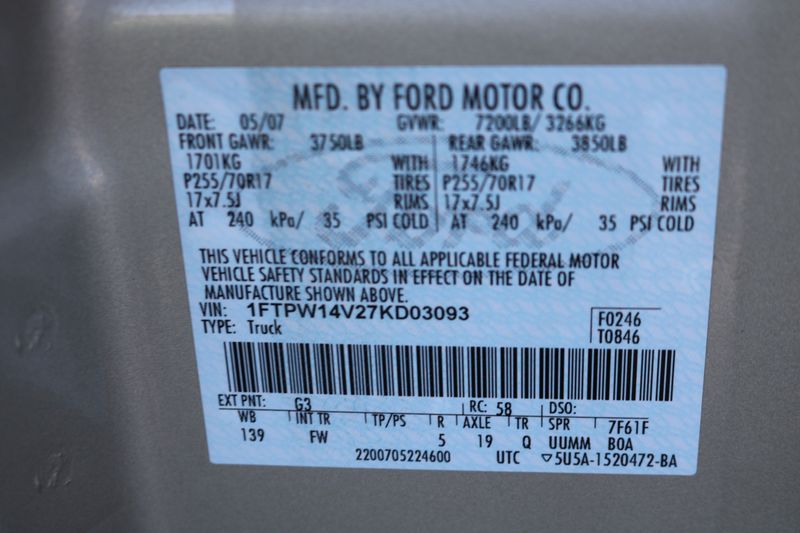 MFD. BY FORD MOTOR CO.
DATE: 05/07 GVWR: 7200LB/ 3266KG
FRONT GAWR: 3750LB REAR GAWR: 3850LB
1701KG WITH 1746KG WITH
P255/70R17 TIRES P255/70R17 TIRES
17x7.5J RIMS 17x7.5J RIMS
AT 240 kPa/ 35 PSI COLD AT 240 kPa/ 35 PSI COLD
THIS VEHICLE CONFORMS TO ALL APPLICABLE FEDERAL MOTOR
VEHICLE SAFETY STANDARDS IN EFFECT ON THE DATE OF
MANUFACTURE SHOWN ABOVE.
VIN: 1FTPW14V27KD03093 F0246
TYPE: Truck T0846
EXT PNT: G3 RC: 58 DSO:
WB INT TR TP/PS R AXLE TR SPR 7F61F
139 FW 5 19 Q UUMM BOA
2200705224600 UTC ▽5U5A-1520472-BA